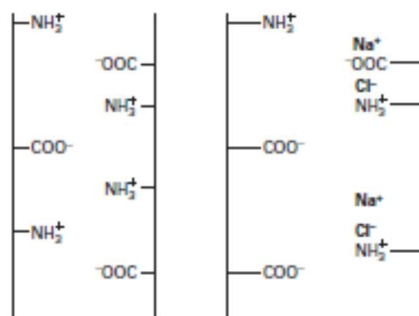 NH₃⁺ NH₃⁺
Na⁺
⁻OOC ⁻OOC
Cl⁻
NH₃⁺ NH₃⁺
COO⁻ COO⁻
NH₃⁺
Na⁺
NH₃⁺ Cl⁻
NH₃⁺
⁻OOC COO⁻